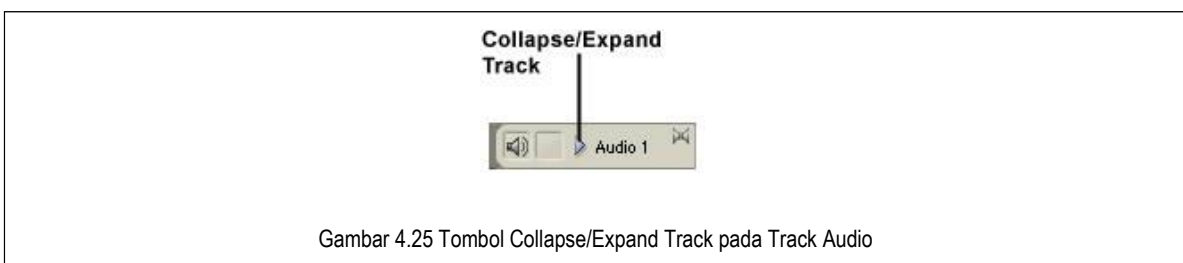 Collapse/Expand
Track
Audio 1
Gambar 4.25 Tombol Collapse/Expand Track pada Track Audio